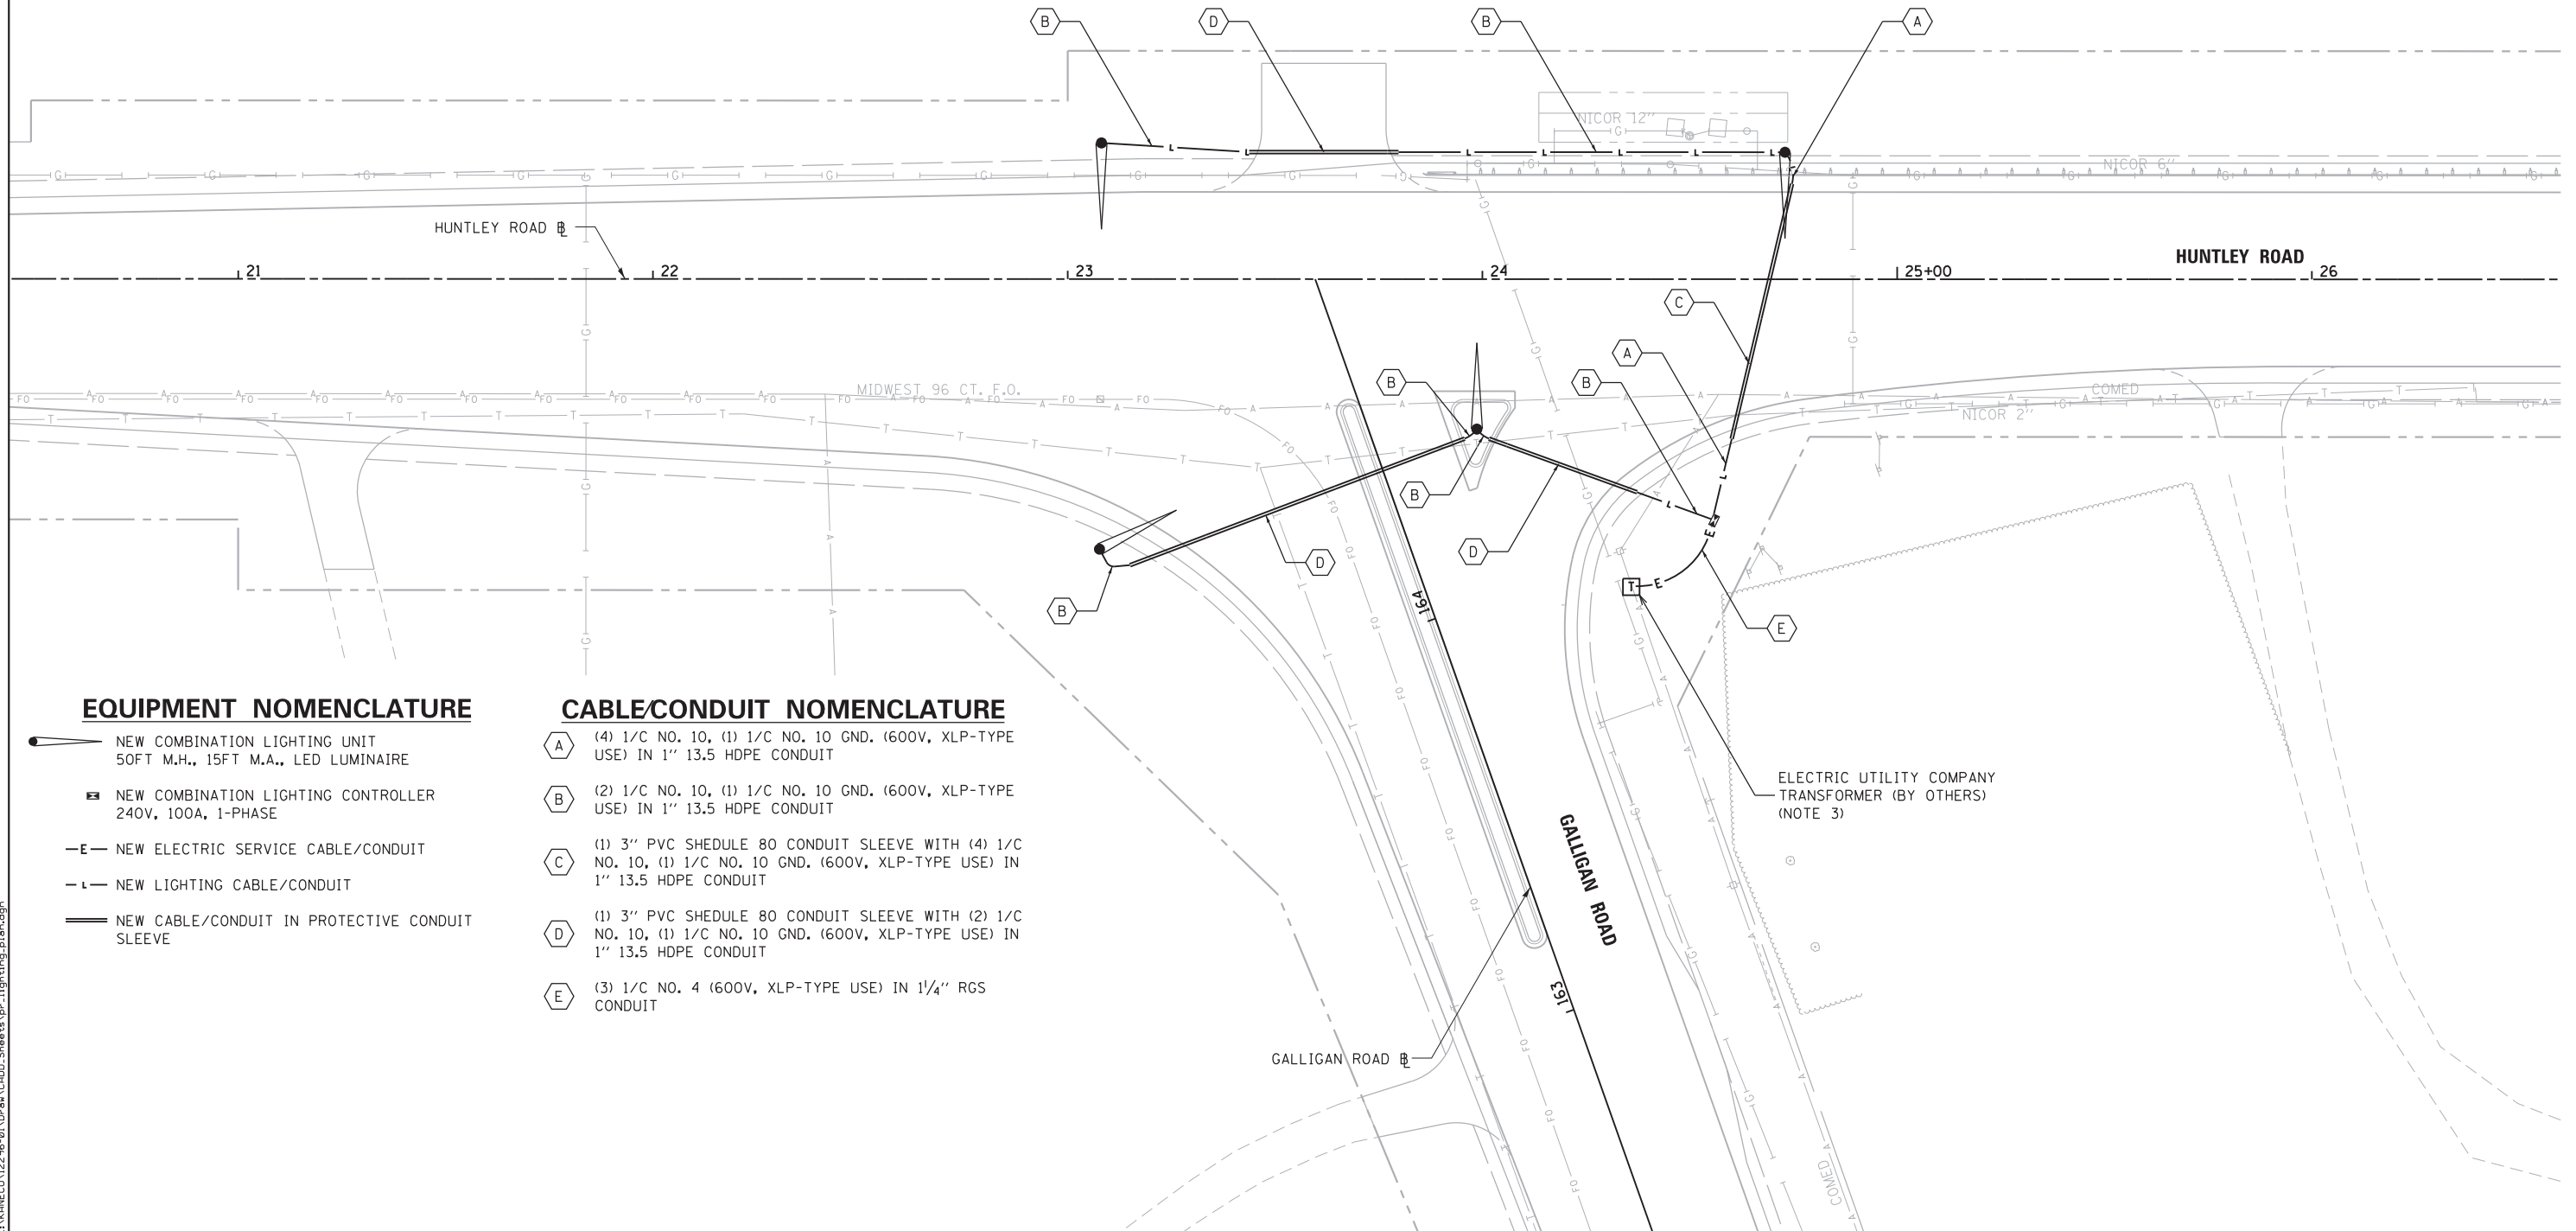 B
D
B
A
NICOR 12"
NICOR 6"
HUNTLEY ROAD ℄
21
22
23
24
25+00
26
HUNTLEY ROAD
C
A
B
B
MIDWEST 96 CT. F.O.
COMED
NICOR 2"
B
D
D
B
T
E
E
E
164
163
GALLIGAN ROAD
ELECTRIC UTILITY COMPANY
TRANSFORMER (BY OTHERS)
(NOTE 3)
GALLIGAN ROAD ℄
COMED
EQUIPMENT NOMENCLATURE
NEW COMBINATION LIGHTING UNIT
50FT M.H., 15FT M.A., LED LUMINAIRE
NEW COMBINATION LIGHTING CONTROLLER
240V, 100A, 1-PHASE
E NEW ELECTRIC SERVICE CABLE/CONDUIT
L NEW LIGHTING CABLE/CONDUIT
NEW CABLE/CONDUIT IN PROTECTIVE CONDUIT
SLEEVE
CABLE/CONDUIT NOMENCLATURE
A (4) 1/C NO. 10, (1) 1/C NO. 10 GND. (600V, XLP-TYPE
USE) IN 1" 13.5 HDPE CONDUIT
B (2) 1/C NO. 10, (1) 1/C NO. 10 GND. (600V, XLP-TYPE
USE) IN 1" 13.5 HDPE CONDUIT
C (1) 3" PVC SHEDULE 80 CONDUIT SLEEVE WITH (4) 1/C
NO. 10, (1) 1/C NO. 10 GND. (600V, XLP-TYPE USE) IN
1" 13.5 HDPE CONDUIT
D (1) 3" PVC SHEDULE 80 CONDUIT SLEEVE WITH (2) 1/C
NO. 10, (1) 1/C NO. 10 GND. (600V, XLP-TYPE USE) IN
1" 13.5 HDPE CONDUIT
E (3) 1/C NO. 4 (600V, XLP-TYPE USE) IN 1 1/4" RGS
CONDUIT